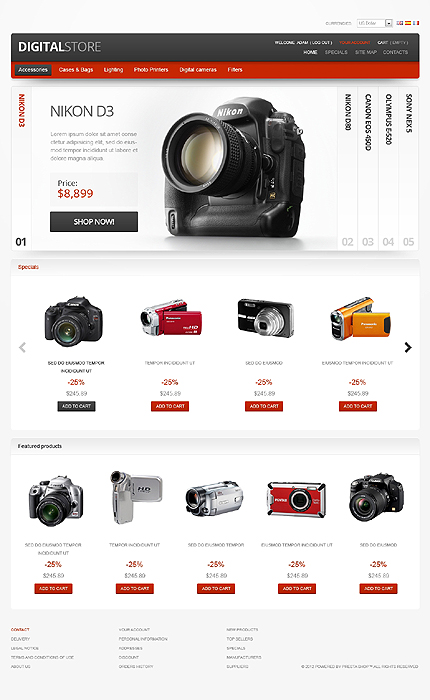 CURRENCIES US Dollar
DIGITALSTORE
WELCOME, ADAM ( LOG OUT ) YOUR ACCOUNT CART ( EMPTY )
HOME SPECIALS SITE MAP CONTACTS
Accessories Cases & Bags Lighting Photo Printers Digital cameras Filters
NIKON D3
01
NIKON D3
Lorem ipsum dolor sit amet conse
ctetur adipisicing elit, sed do eius-
mod tempor incididunt ut labore et
dolore magna aliqua.
Price:
$8,899
SHOP NOW!
Nikon
NIKON D80
02
CANON EOS 450D
03
OLYMPUS E-520
04
SONY NEX 5
05
Specials
SED DO EIUSMOD TEMPOR
INCIDIDUNT UT
-25%
$245.89
ADD TO CART
TEMPOR INCIDIDUNT UT
-25%
$245.89
ADD TO CART
SED DO EIUSMOD
-25%
$245.89
ADD TO CART
EIUSMOD TEMPOR INCIDIDUNT UT
-25%
$245.89
ADD TO CART
Featured products
SED DO EIUSMOD TEMPOR
INCIDIDUNT UT
-25%
$245.89
ADD TO CART
TEMPOR INCIDIDUNT UT
-25%
$245.89
ADD TO CART
SED DO EIUSMOD TEMPOR
-25%
$245.89
ADD TO CART
EIUSMOD TEMPOR INCIDIDUNT UT
-25%
$245.89
ADD TO CART
SED DO EIUSMOD
-25%
$245.89
ADD TO CART
CONTACT
DELIVERY
LEGAL NOTICE
TERMS AND CONDITIONS OF USE
ABOUT US
YOUR ACCOUNT
PERSONAL INFORMATION
ADDRESSES
DISCOUNT
ORDERS HISTORY
NEW PRODUCTS
TOP SELLERS
SPECIALS
MANUFACTURERS
SUPPLIERS
© 2012 POWERED BY PRESTASHOP™ ALL RIGHTS RESERVED